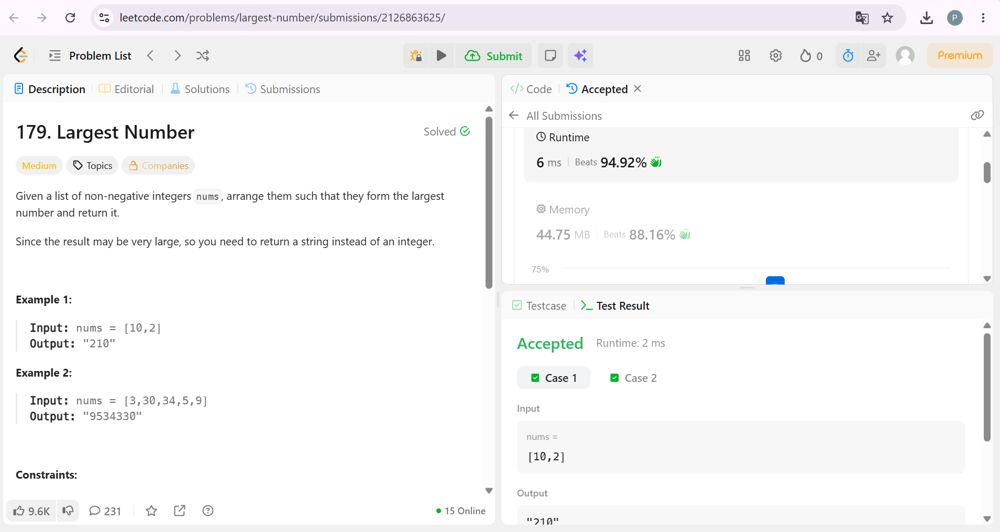 leetcode.com/problems/largest-number/submissions/2126863625/
P
Problem List
Submit
0
Premium
Description
Editorial
Solutions
Submissions
179. Largest Number
Solved
Medium
Topics
Companies
Given a list of non-negative integers nums, arrange them such that they form the largest
number and return it.
Since the result may be very large, so you need to return a string instead of an integer.
Example 1:
Input: nums = [10,2]
Output: "210"
Example 2:
Input: nums = [3,30,34,5,9]
Output: "9534330"
Constraints:
9.6K
231
15 Online
</> Code
Accepted
All Submissions
Runtime
6 ms Beats 94.92%
Memory
44.75 MB Beats 88.16%
75%
Testcase
Test Result
Accepted Runtime: 2 ms
Case 1
Case 2
Input
nums =
[10,2]
Output
"210"